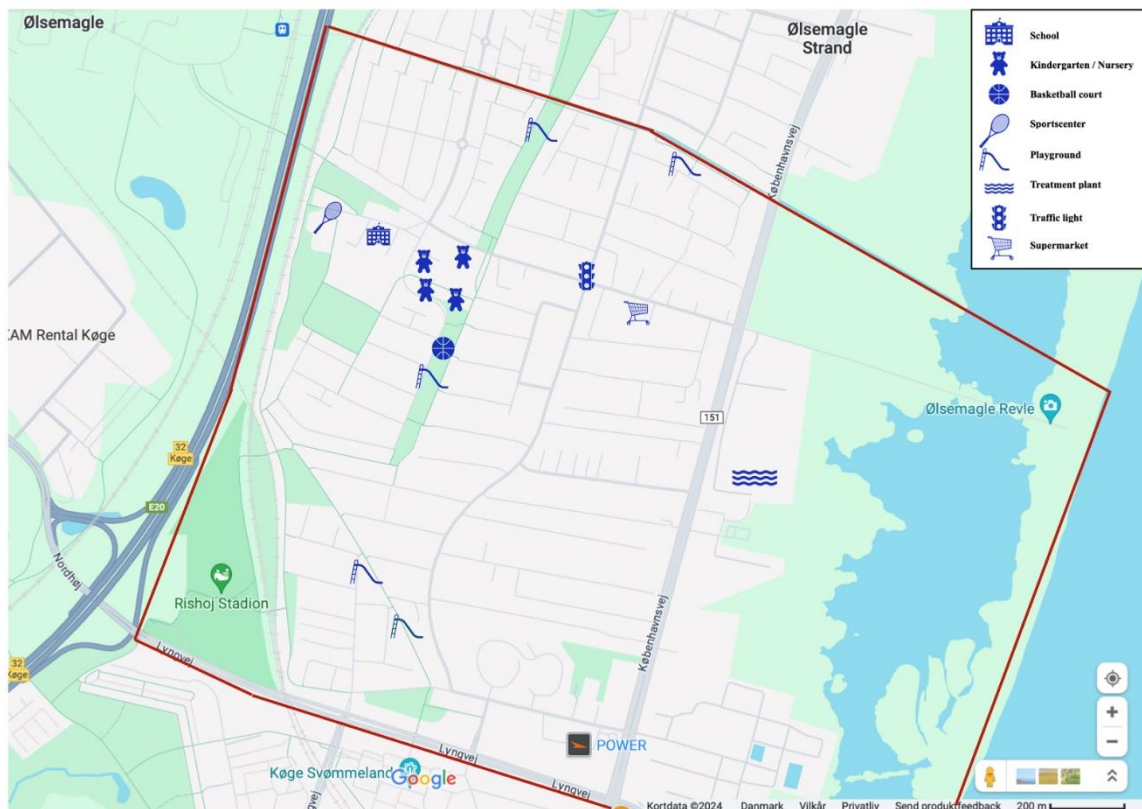 Ølsemagle
Ølsemagle
Strand
School
Kindergarten / Nursery
Basketball court
Sportscenter
Playground
Treatment plant
Traffic light
Supermarket
Københavnsvej
KAM Rental Køge
151
Ølsemagle Revle
32
Køge
E20
Nordhøj
Rishoj Stadion
Lyngvej
Københavnsvej
32
Køge
POWER
Lyngvej
Køge Svømmeland
Google
Lyngvej
Kortdata ©2024 Danmark Vilkår Privatliv Send produktfeedback 200 m